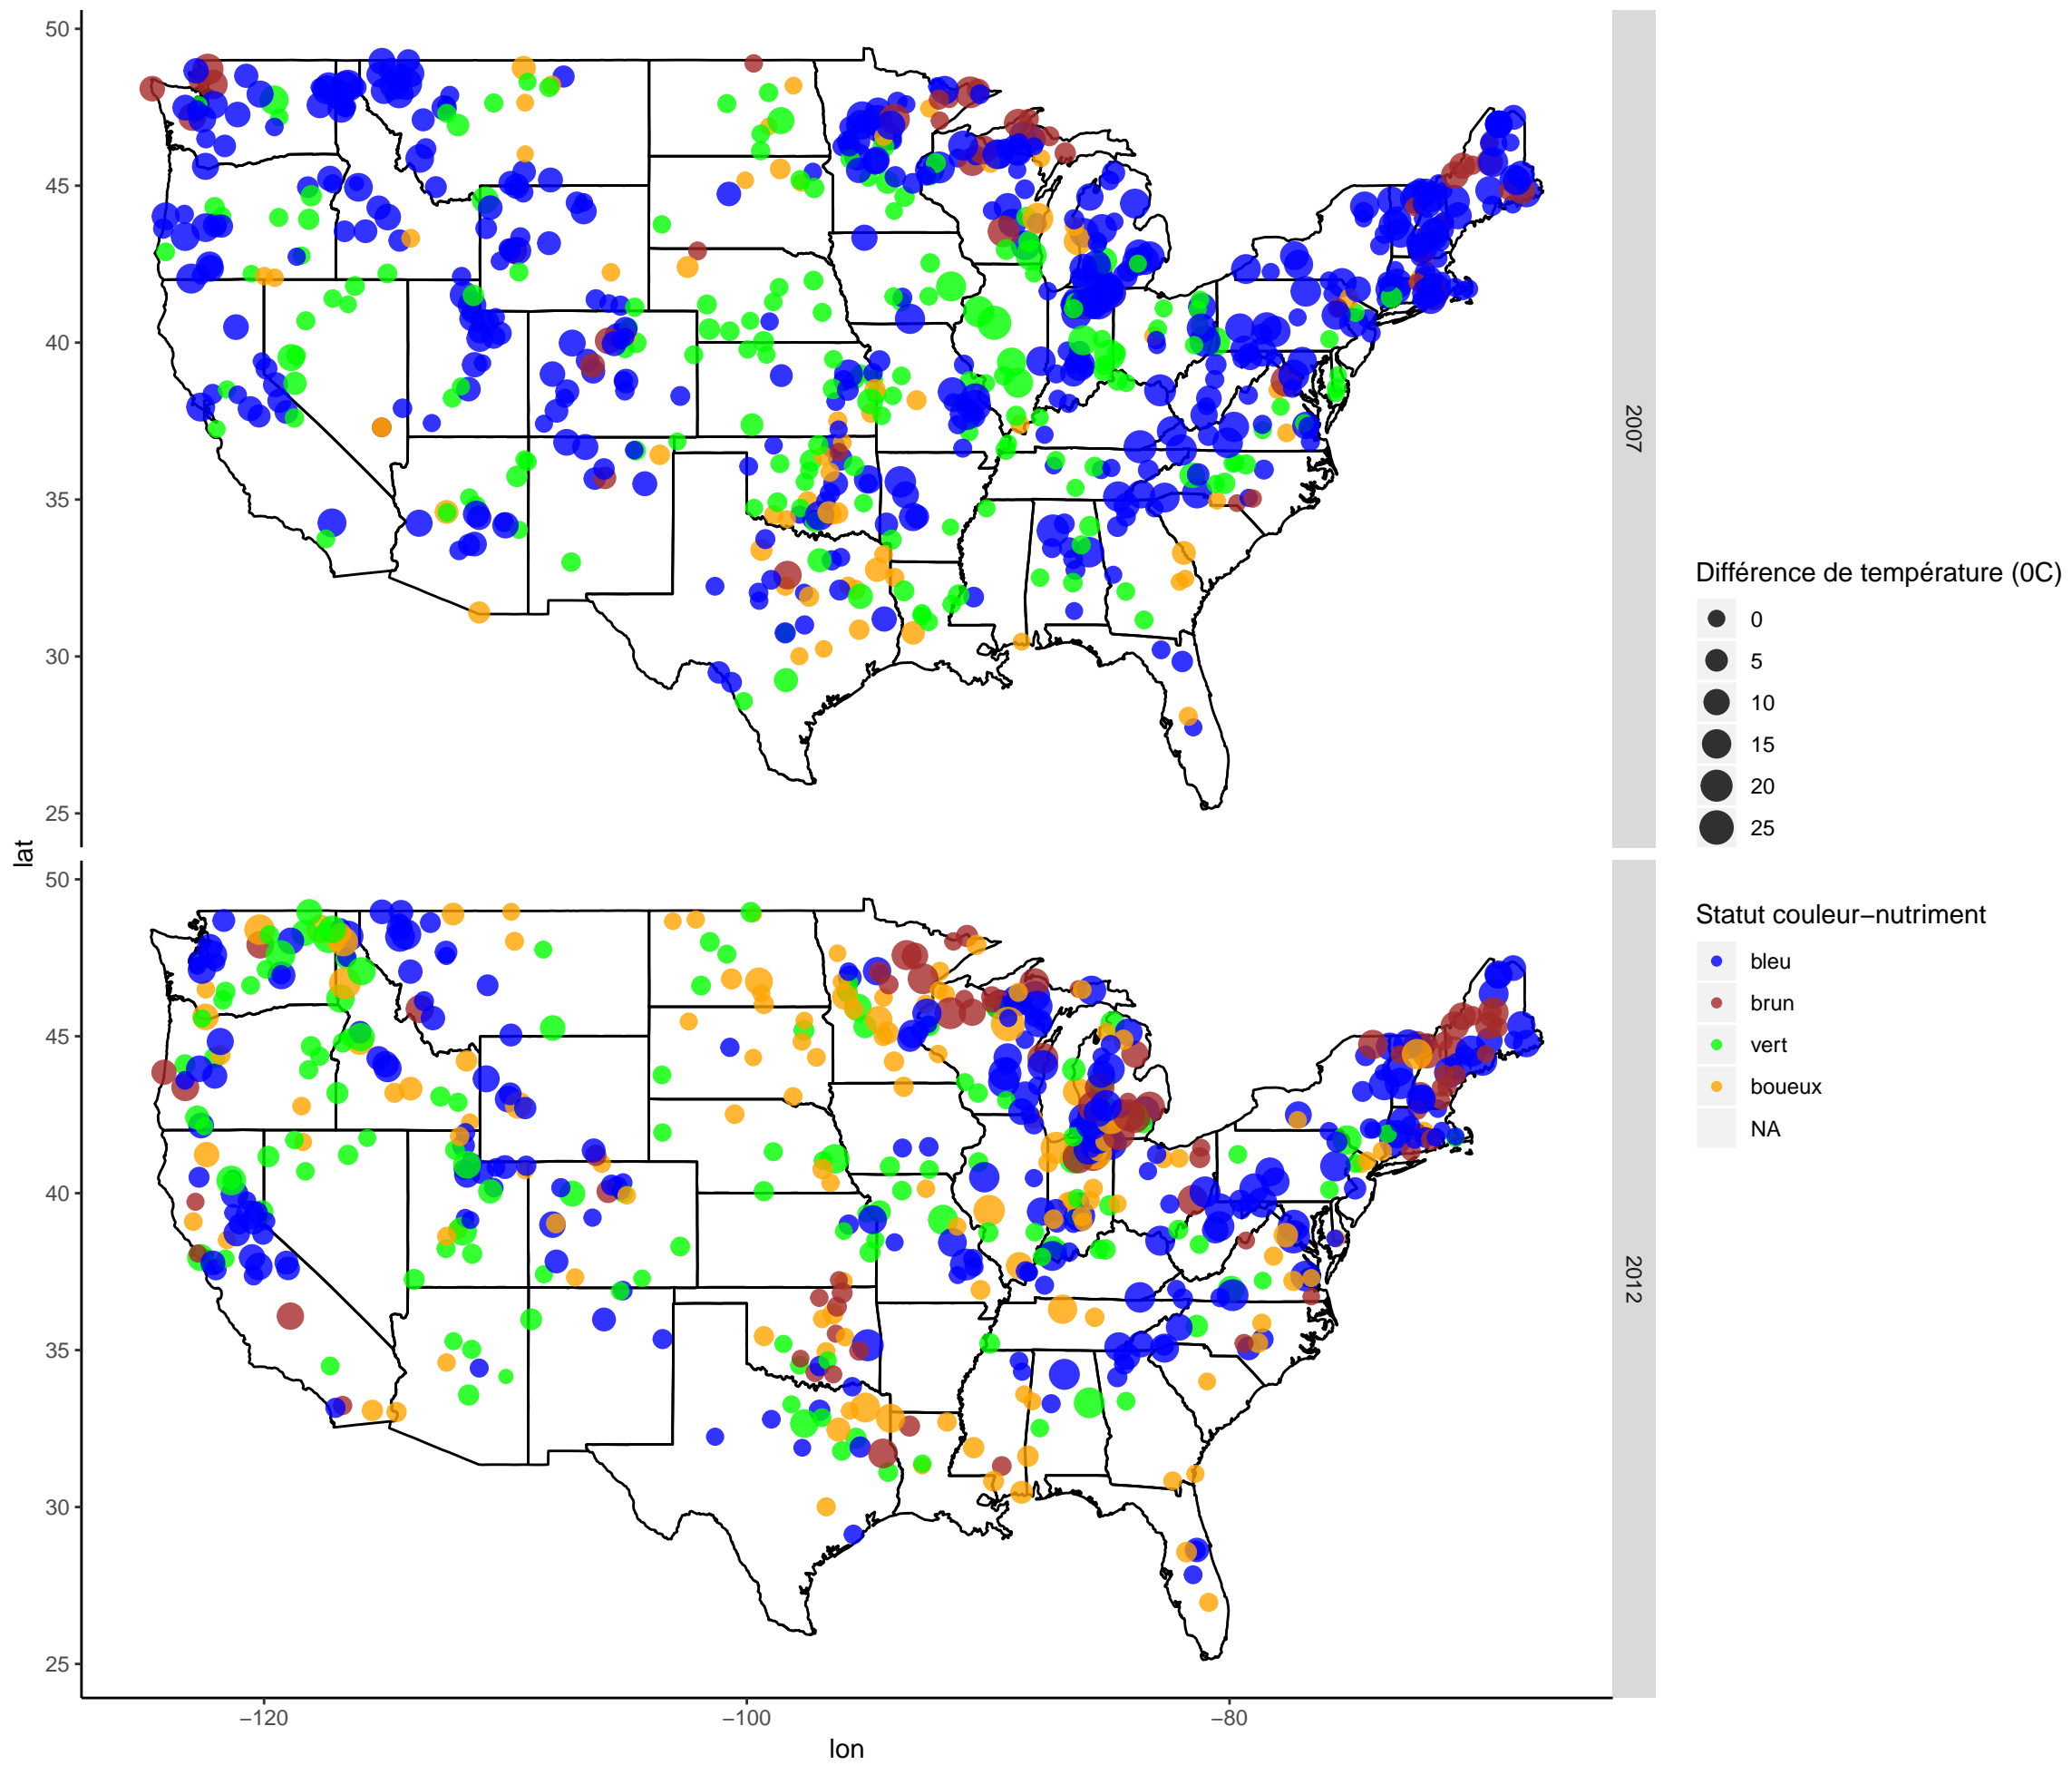 50
45
40
35
30
25
2007
lat
50
45
40
35
30
25
2012
−120
−100
−80
lon
Différence de température (0C)
0
5
10
15
20
25
Statut couleur−nutriment
bleu
brun
vert
boueux
NA